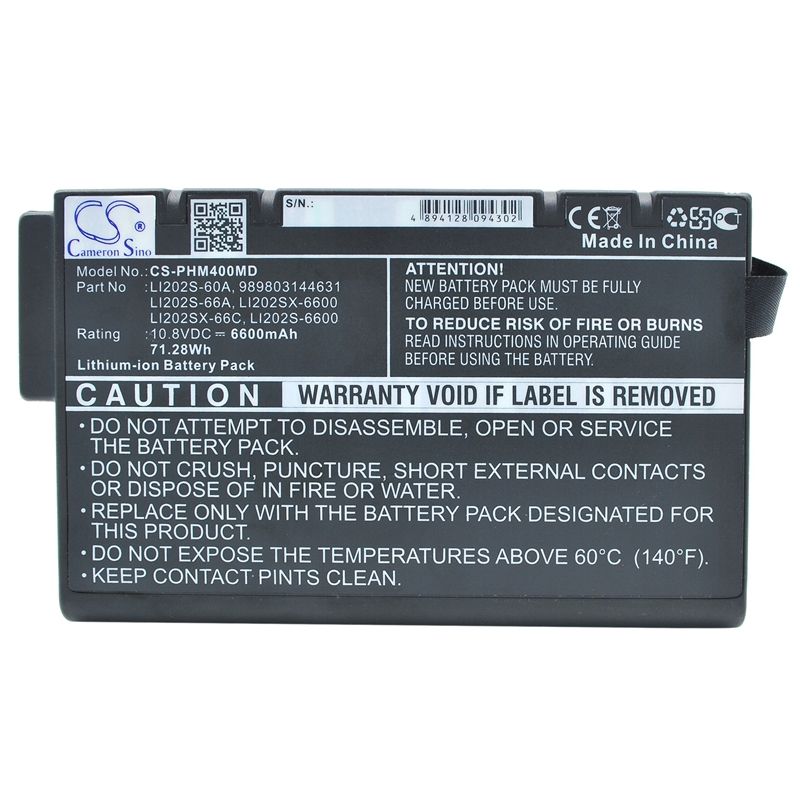 CS
Cameron Sino
S/N.:
4 894128 094302
CE
PCT
Made In China
Model No.: CS-PHM400MD
Part No : LI202S-60A, 989803144631
LI202S-66A, LI202SX-6600
LI202SX-66C, LI202S-6600
Rating : 10.8VDC⎓ 6600mAh
71.28Wh
Lithium-ion Battery Pack
ATTENTION:
NEW BATTERY PACK MUST BE FULLY
CHARGED BEFORE INITIAL USE.
TO REDUCE RISK OF FIRE OR BURNS
READ INSTRUCTIONS IN OPERATING GUIDE
BEFORE USING THE BATTERY.
CAUTION
WARRANTY VOID IF LABEL IS REMOVED
•DO NOT ATTEMPT TO DISASSEMBLE, OPEN OR SERVICE
THE BATTERY PACK.
•DO NOT CRUSH, PUNCTURE, SHORT EXTERNAL CONTACTS
OR DISPOSE OF IN FIRE OR WATER.
•REPLACE ONLY WITH THE BATTERY PACK DESIGNATED FOR
THIS PRODUCT.
•DO NOT EXPOSE THE TEMPERATURES ABOVE 60°C (140°F).
•KEEP CONTACT PINTS CLEAN.